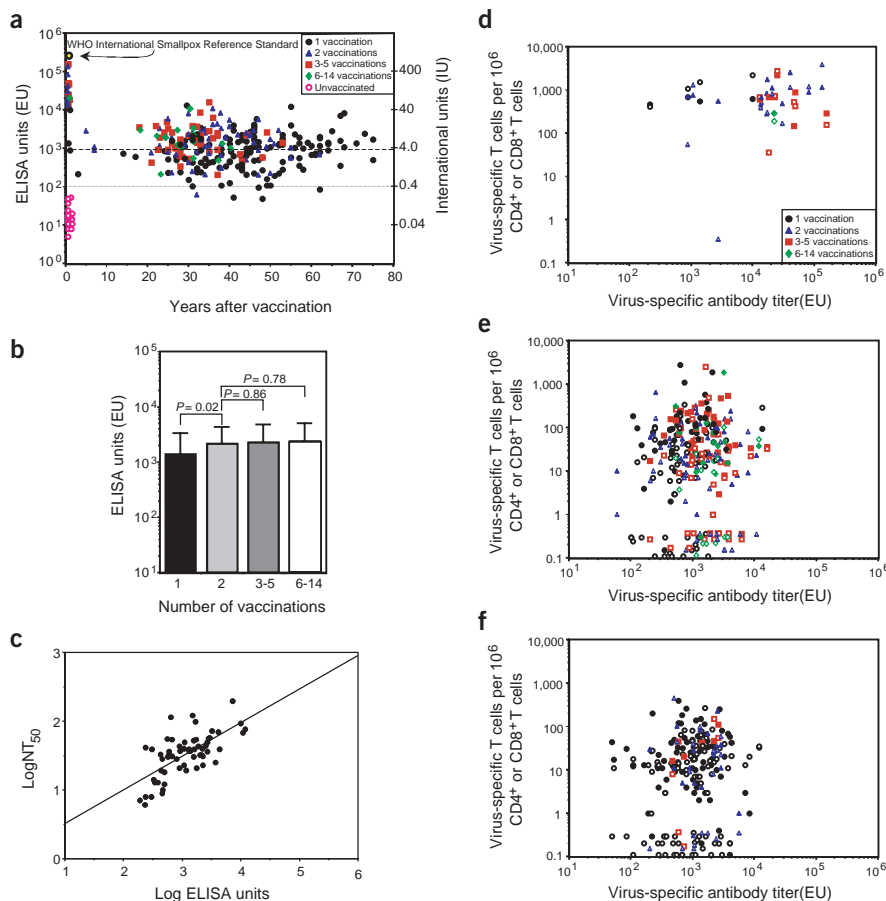 a
10^6
10^5
10^4
10^3
10^2
10^1
10^0
ELISA units (EU)
WHO International Smallpox Reference Standard
1 vaccination
2 vaccinations
3-5 vaccinations
6-14 vaccinations
Unvaccinated
400
40
4.0
0.4
0.04
International units (IU)
0 10 20 30 40 50 60 70 80
Years after vaccination
b
10^5
10^4
10^3
10^2
10^1
ELISA units (EU)
P = 0.02
P = 0.86
P = 0.78
1 2 3-5 6-14
Number of vaccinations
c
3
2
1
0
LogNT50
1 2 3 4 5 6
Log ELISA units
d
10,000
1,000
100
10
1
0.1
Virus-specific T cells per 10^6
CD4+ or CD8+ T cells
1 vaccination
2 vaccinations
3-5 vaccinations
6-14 vaccinations
10^1 10^2 10^3 10^4 10^5 10^6
Virus-specific antibody titer(EU)
e
10,000
1,000
100
10
1
0.1
Virus-specific T cells per 10^6
CD4+ or CD8+ T cells
10^1 10^2 10^3 10^4 10^5 10^6
Virus-specific antibody titer(EU)
f
10,000
1,000
100
10
1
0.1
Virus-specific T cells per 10^6
CD4+ or CD8+ T cells
10^1 10^2 10^3 10^4 10^5 10^6
Virus-specific antibody titer(EU)